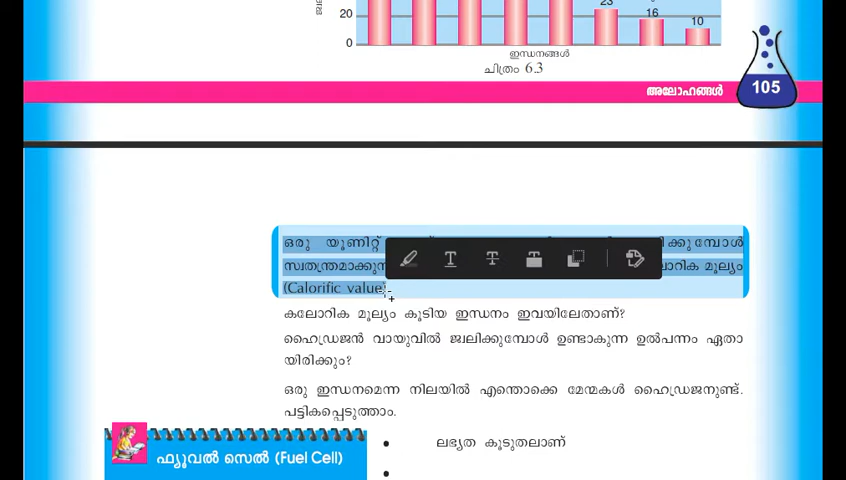 23
16
10
20
0
ഇന്ധനങ്ങൾ
ചിത്രം 6.3
അലോഹങ്ങൾ
105
ഒരു യൂണിറ്റ് ക്കുമ്പോൾ
സ്വതന്ത്രമാക്കുന്ന മൂല്യം
(Calorific value)
കലോറിക മൂല്യം കൂടിയ ഇന്ധനം ഇവയിലേതാണ്?
ഹൈഡ്രജൻ വായുവിൽ ജ്വലിക്കുമ്പോൾ ഉണ്ടാകുന്ന ഉൽപന്നം ഏതാ
യിരിക്കും?
ഒരു ഇന്ധനമെന്ന നിലയിൽ എന്തൊക്കെ മേന്മകൾ ഹൈഡ്രജനുണ്ട്.
പട്ടികപ്പെടുത്താം.
• ലഭ്യത കൂടുതലാണ്
•
ഫ്യൂവൽ സെൽ (Fuel Cell)